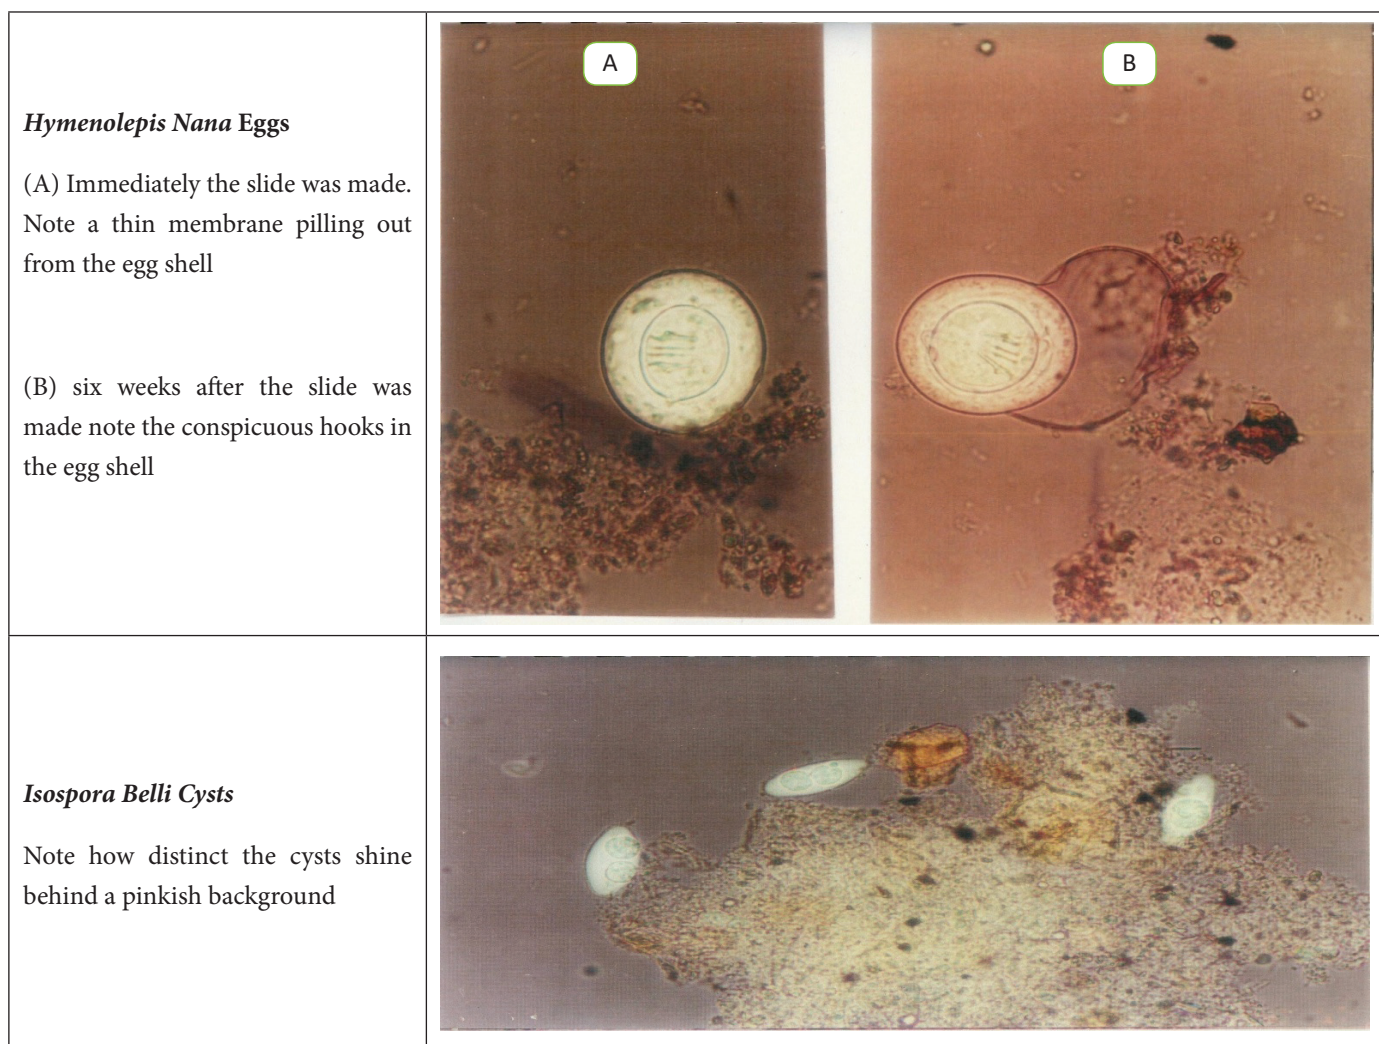 Hymenolepis Nana Eggs
(A) Immediately the slide was made.
Note a thin membrane pilling out
from the egg shell
(B) six weeks after the slide was
made note the conspicuous hooks in
the egg shell
A
B
Isospora Belli Cysts
Note how distinct the cysts shine
behind a pinkish background